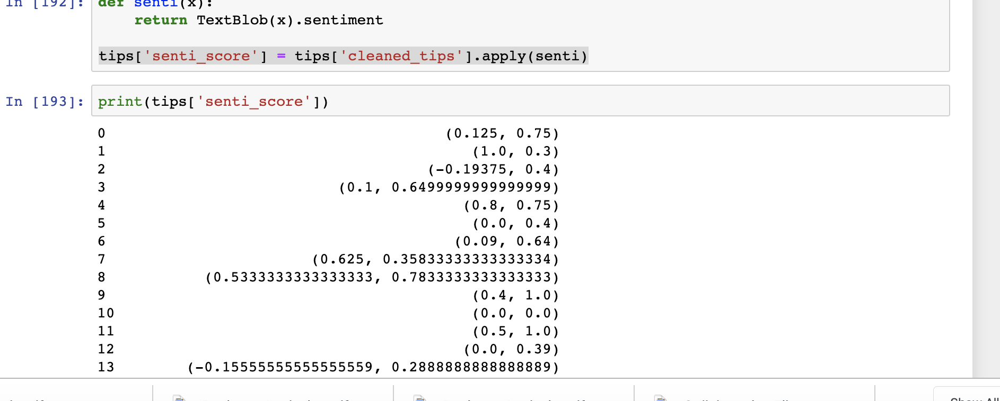 In [192]: def senti(x):
return TextBlob(x).sentiment
tips['senti_score'] = tips['cleaned_tips'].apply(senti)
In [193]: print(tips['senti_score'])
0 (0.125, 0.75)
1 (1.0, 0.3)
2 (-0.19375, 0.4)
3 (0.1, 0.6499999999999999)
4 (0.8, 0.75)
5 (0.0, 0.4)
6 (0.09, 0.64)
7 (0.625, 0.35833333333333334)
8 (0.5333333333333333, 0.7833333333333333)
9 (0.4, 1.0)
10 (0.0, 0.0)
11 (0.5, 1.0)
12 (0.0, 0.39)
13 (-0.15555555555555559, 0.2888888888888889)
Show All